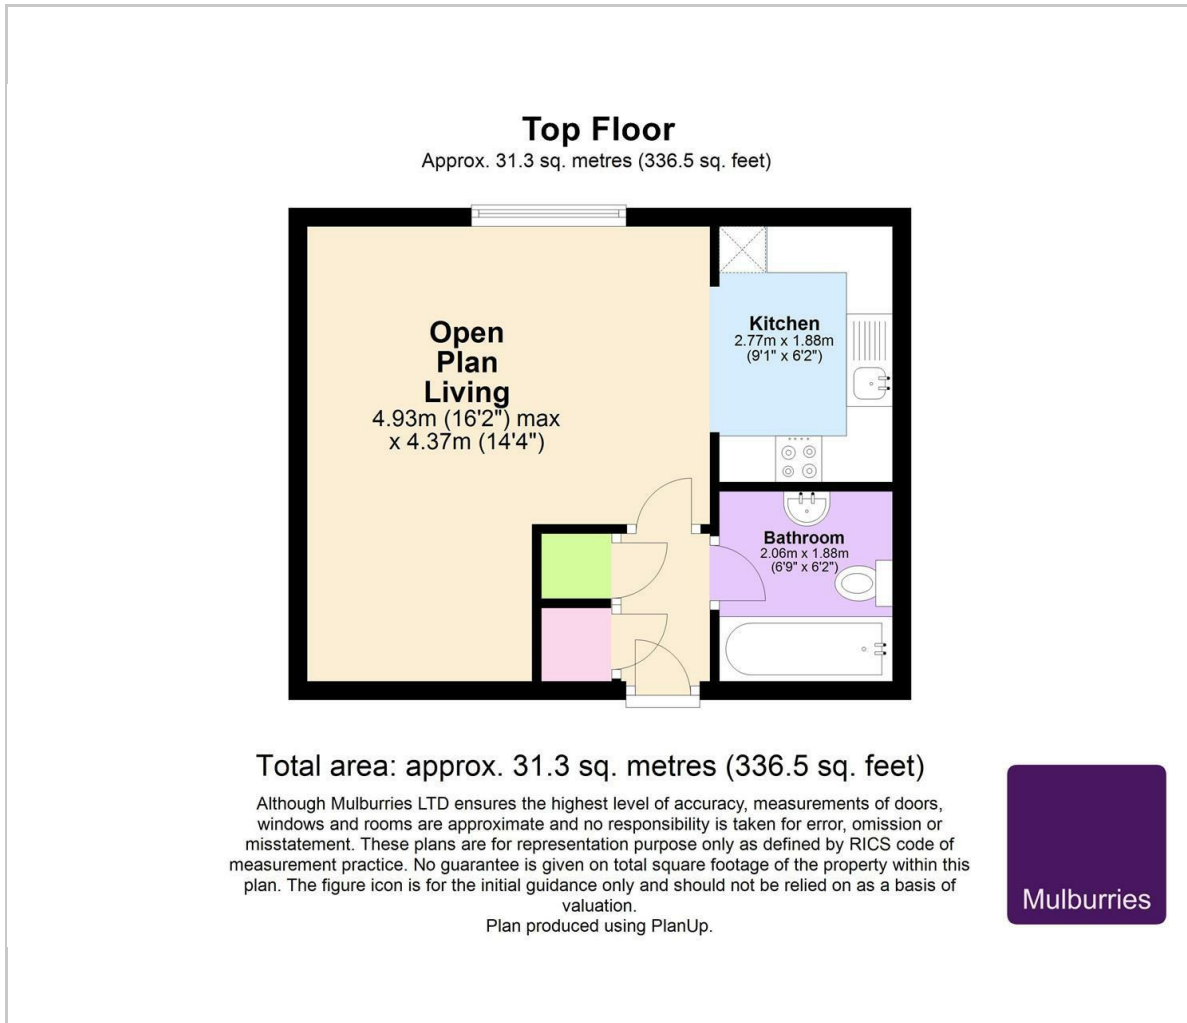 Top Floor
Approx. 31.3 sq. metres (336.5 sq. feet)
Open
Plan
Living
4.93m (16'2") max
x 4.37m (14'4")
Kitchen
2.77m x 1.88m
(9'1" x 6'2")
Bathroom
2.06m x 1.88m
(6'9" x 6'2")
Total area: approx. 31.3 sq. metres (336.5 sq. feet)
Although Mulburries LTD ensures the highest level of accuracy, measurements of doors,
windows and rooms are approximate and no responsibility is taken for error, omission or
misstatement. These plans are for representation purpose only as defined by RICS code of
measurement practice. No guarantee is given on total square footage of the property within this
plan. The figure icon is for the initial guidance only and should not be relied on as a basis of
valuation.
Plan produced using PlanUp.
Mulburries